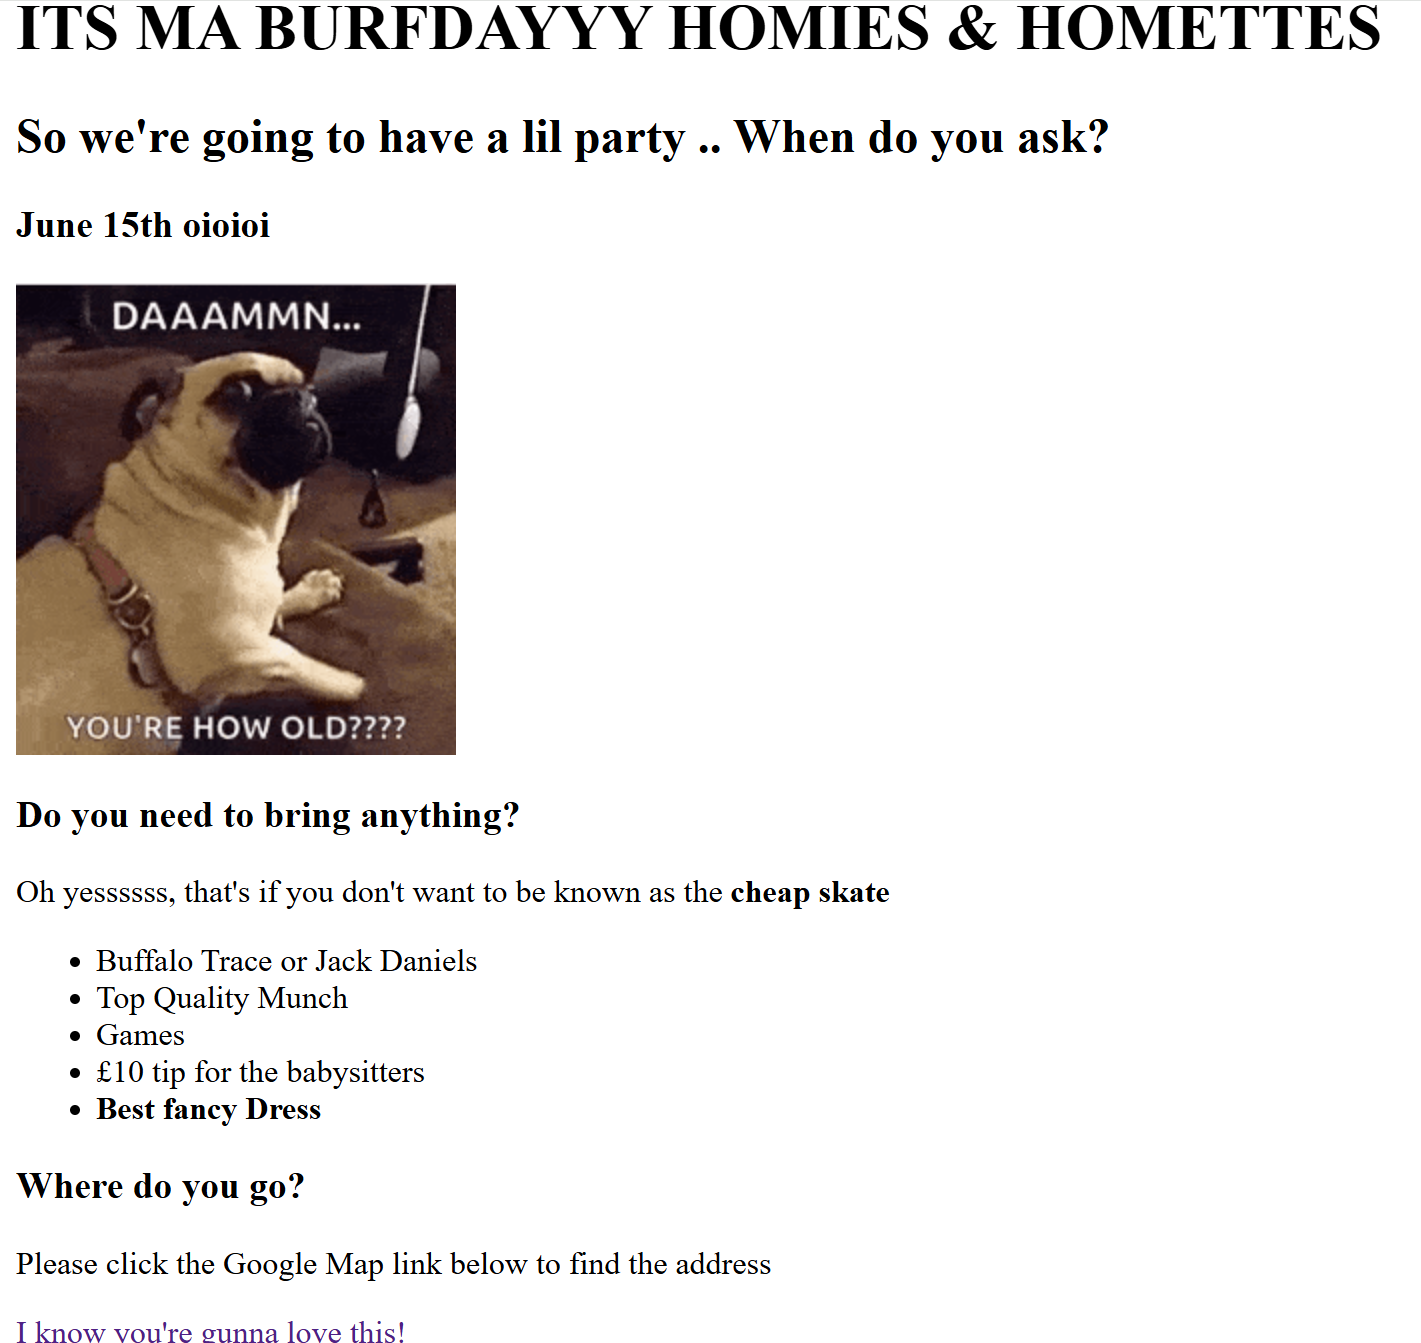 ITS MA BURFDAYYY HOMIES & HOMETTES
So we're going to have a lil party .. When do you ask?
June 15th oioioi
DAAAMMN...
YOU'RE HOW OLD????
Do you need to bring anything?
Oh yessssss, that's if you don't want to be known as the cheap skate
• Buffalo Trace or Jack Daniels
• Top Quality Munch
• Games
• £10 tip for the babysitters
• Best fancy Dress
Where do you go?
Please click the Google Map link below to find the address
I know you're gunna love this!